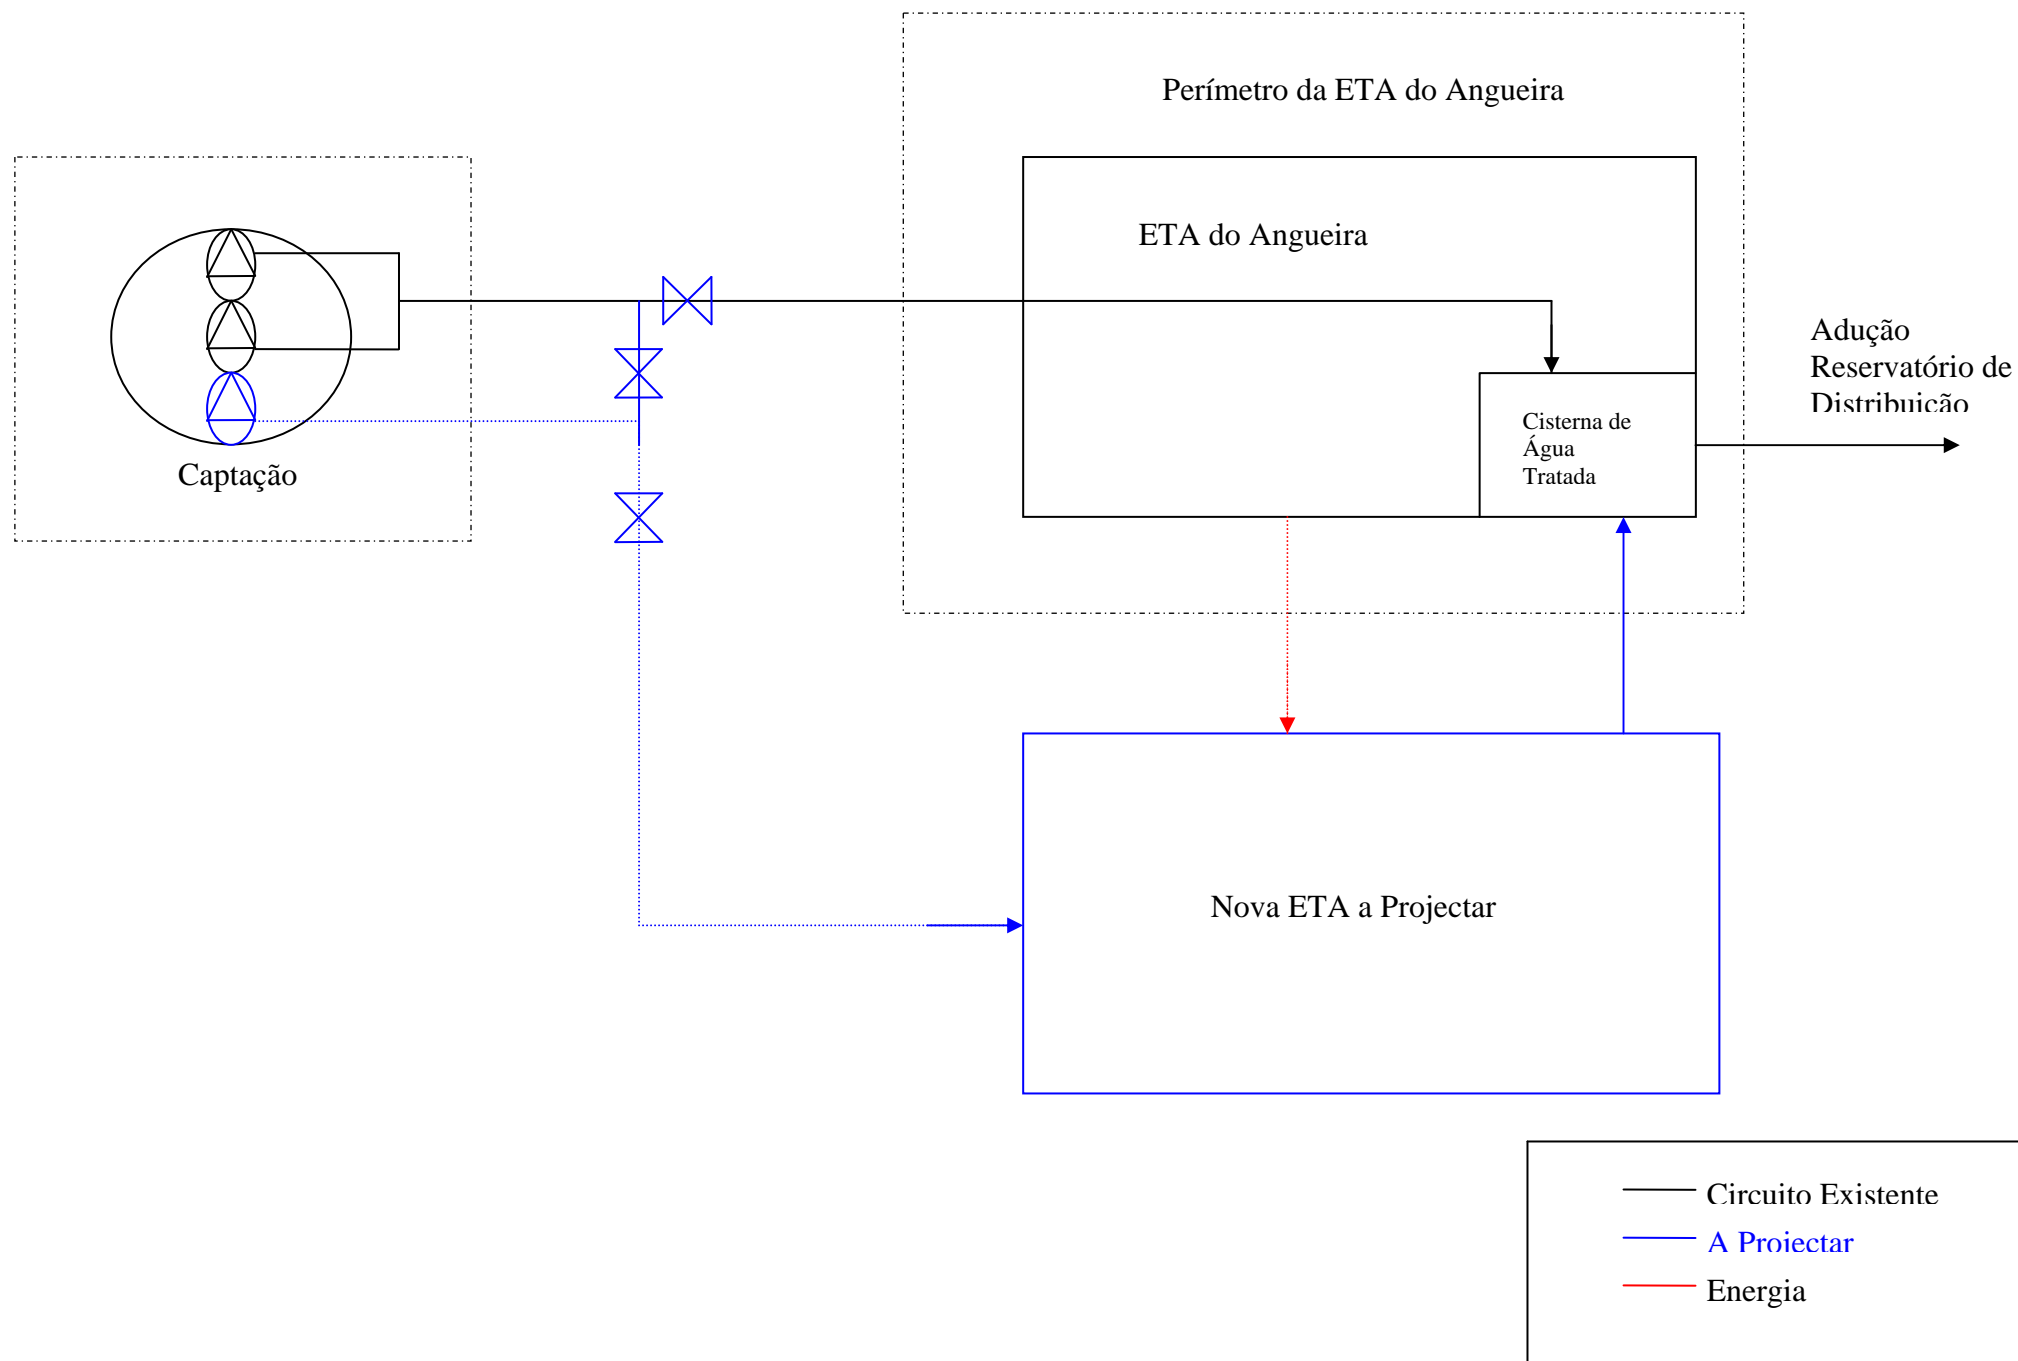 Perímetro da ETA do Angueira
ETA do Angueira
Adução
Reservatório de
Distribuição
Cisterna de
Água
Tratada
Captação
Nova ETA a Projectar
Circuito Existente
A Projectar
Energia